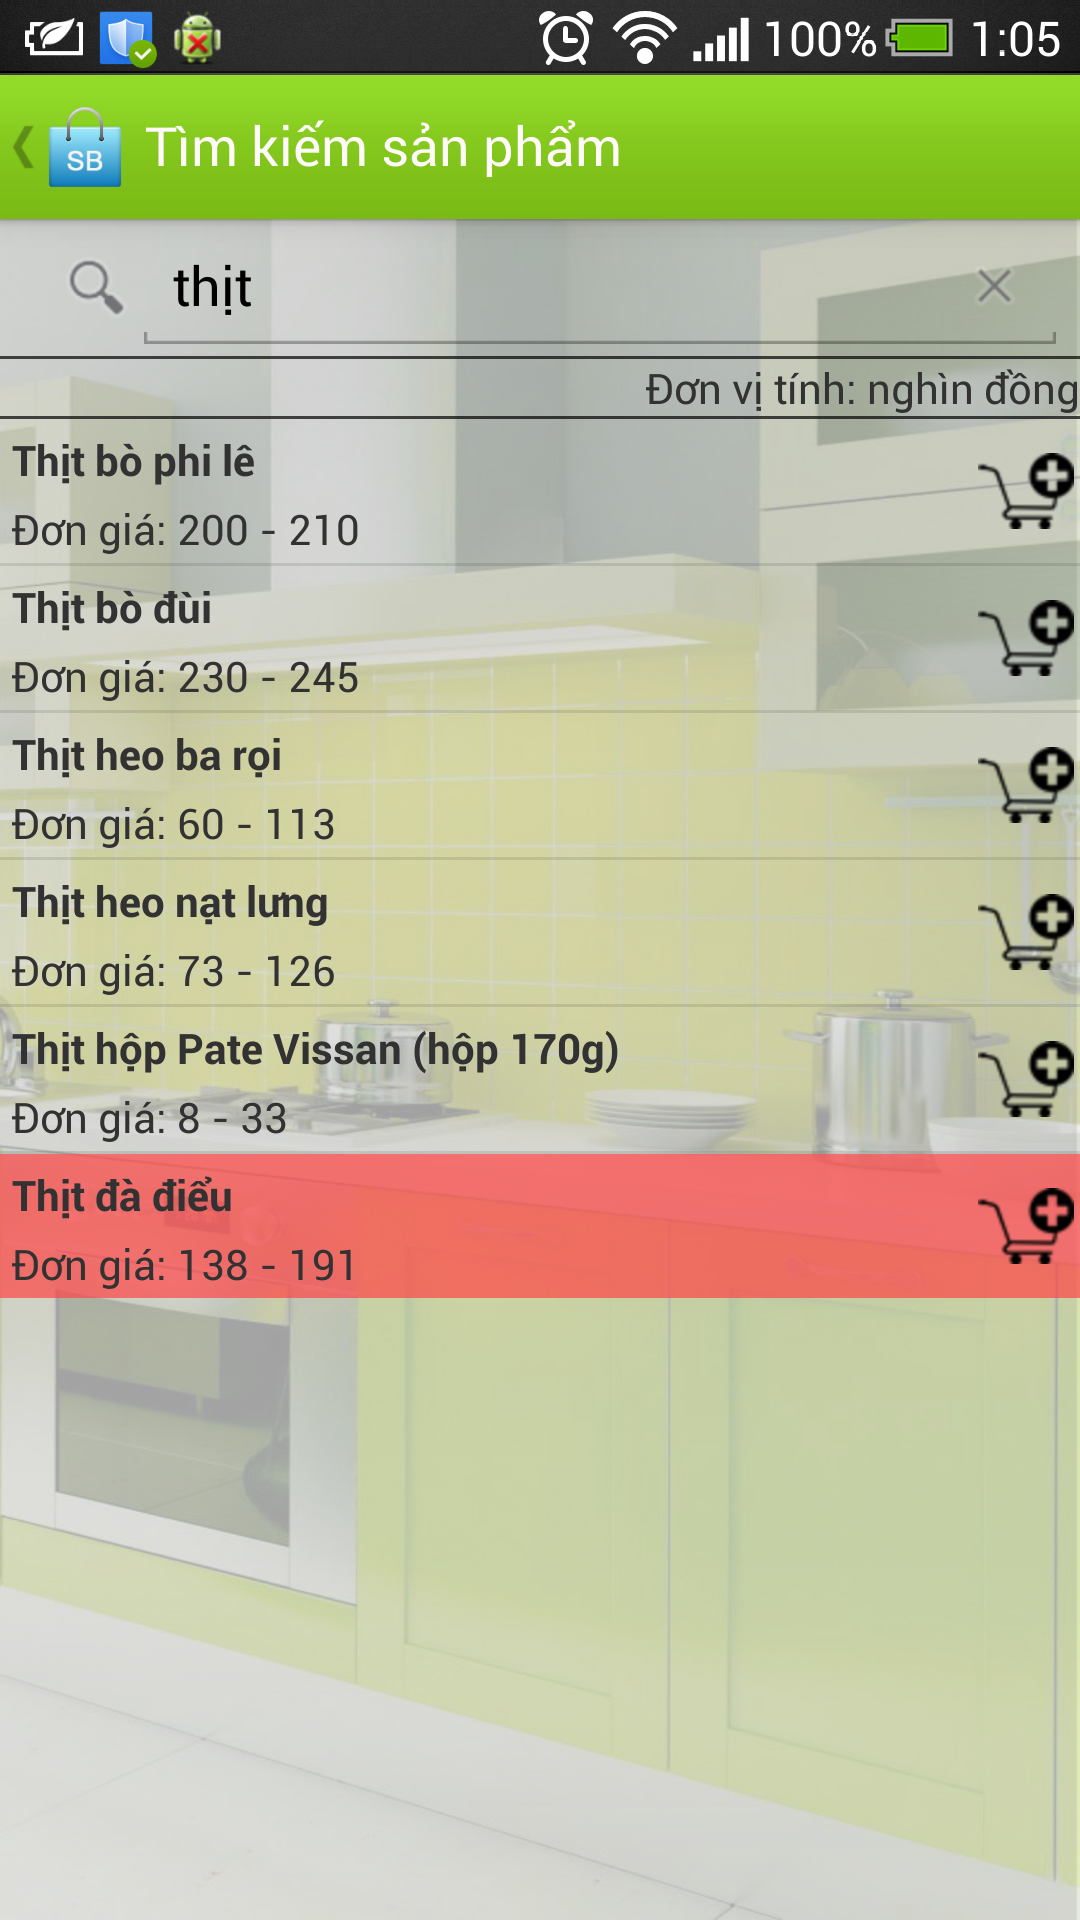 100% 1:05
SB Tìm kiếm sản phẩm
thịt
Đơn vị tính: nghìn đồng
Thịt bò phi lê
Đơn giá: 200 - 210
Thịt bò đùi
Đơn giá: 230 - 245
Thịt heo ba rọi
Đơn giá: 60 - 113
Thịt heo nạt lưng
Đơn giá: 73 - 126
Thịt hộp Pate Vissan (hộp 170g)
Đơn giá: 8 - 33
Thịt đà điểu
Đơn giá: 138 - 191